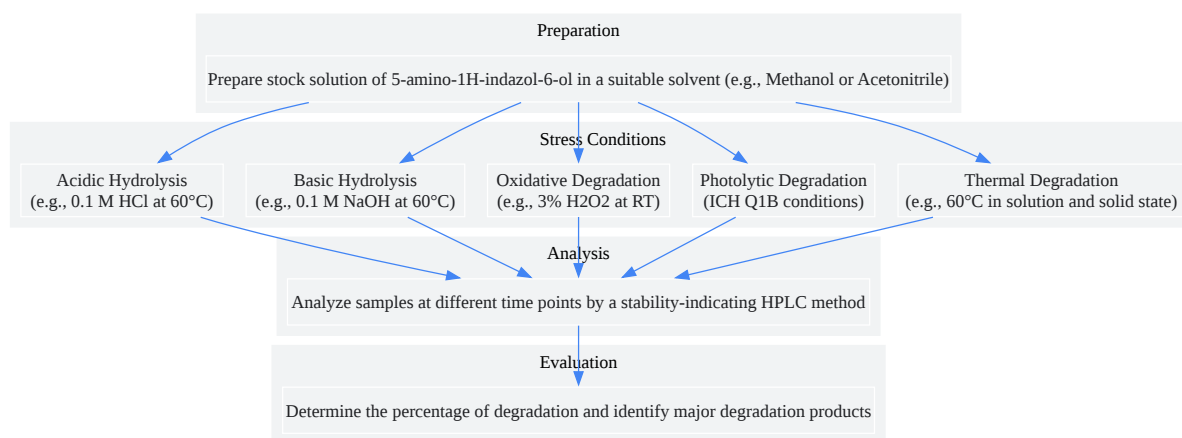 Preparation
Prepare stock solution of 5-amino-1H-indazol-6-ol in a suitable solvent (e.g., Methanol or Acetonitrile)
Stress Conditions
Acidic Hydrolysis
(e.g., 0.1 M HCl at 60°C)
Basic Hydrolysis
(e.g., 0.1 M NaOH at 60°C)
Oxidative Degradation
(e.g., 3% H2O2 at RT)
Photolytic Degradation
(ICH Q1B conditions)
Thermal Degradation
(e.g., 60°C in solution and solid state)
Analysis
Analyze samples at different time points by a stability-indicating HPLC method
Evaluation
Determine the percentage of degradation and identify major degradation products